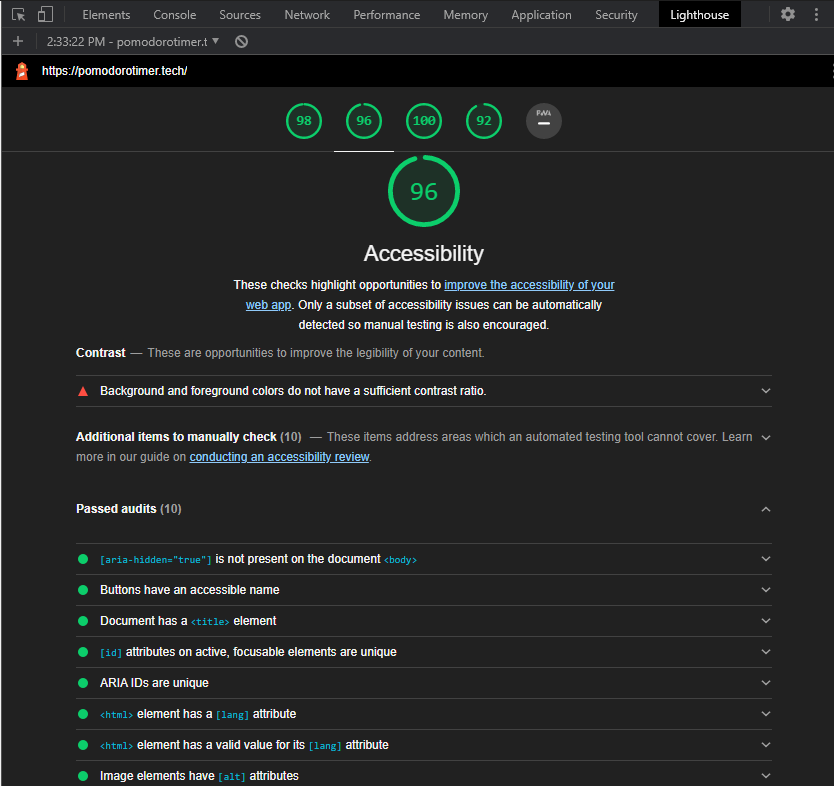 Elements Console Sources Network Performance Memory Application Security Lighthouse
2:33:22 PM - pomodorotimer.t
https://pomodorotimer.tech/
98 96 100 92 PWA
96
Accessibility
These checks highlight opportunities to improve the accessibility of your
web app. Only a subset of accessibility issues can be automatically
detected so manual testing is also encouraged.
Contrast — These are opportunities to improve the legibility of your content.
Background and foreground colors do not have a sufficient contrast ratio.
Additional items to manually check (10) — These items address areas which an automated testing tool cannot cover. Learn
more in our guide on conducting an accessibility review.
Passed audits (10)
[aria-hidden="true"] is not present on the document <body>
Buttons have an accessible name
Document has a <title> element
[id] attributes on active, focusable elements are unique
ARIA IDs are unique
<html> element has a [lang] attribute
<html> element has a valid value for its [lang] attribute
Image elements have [alt] attributes